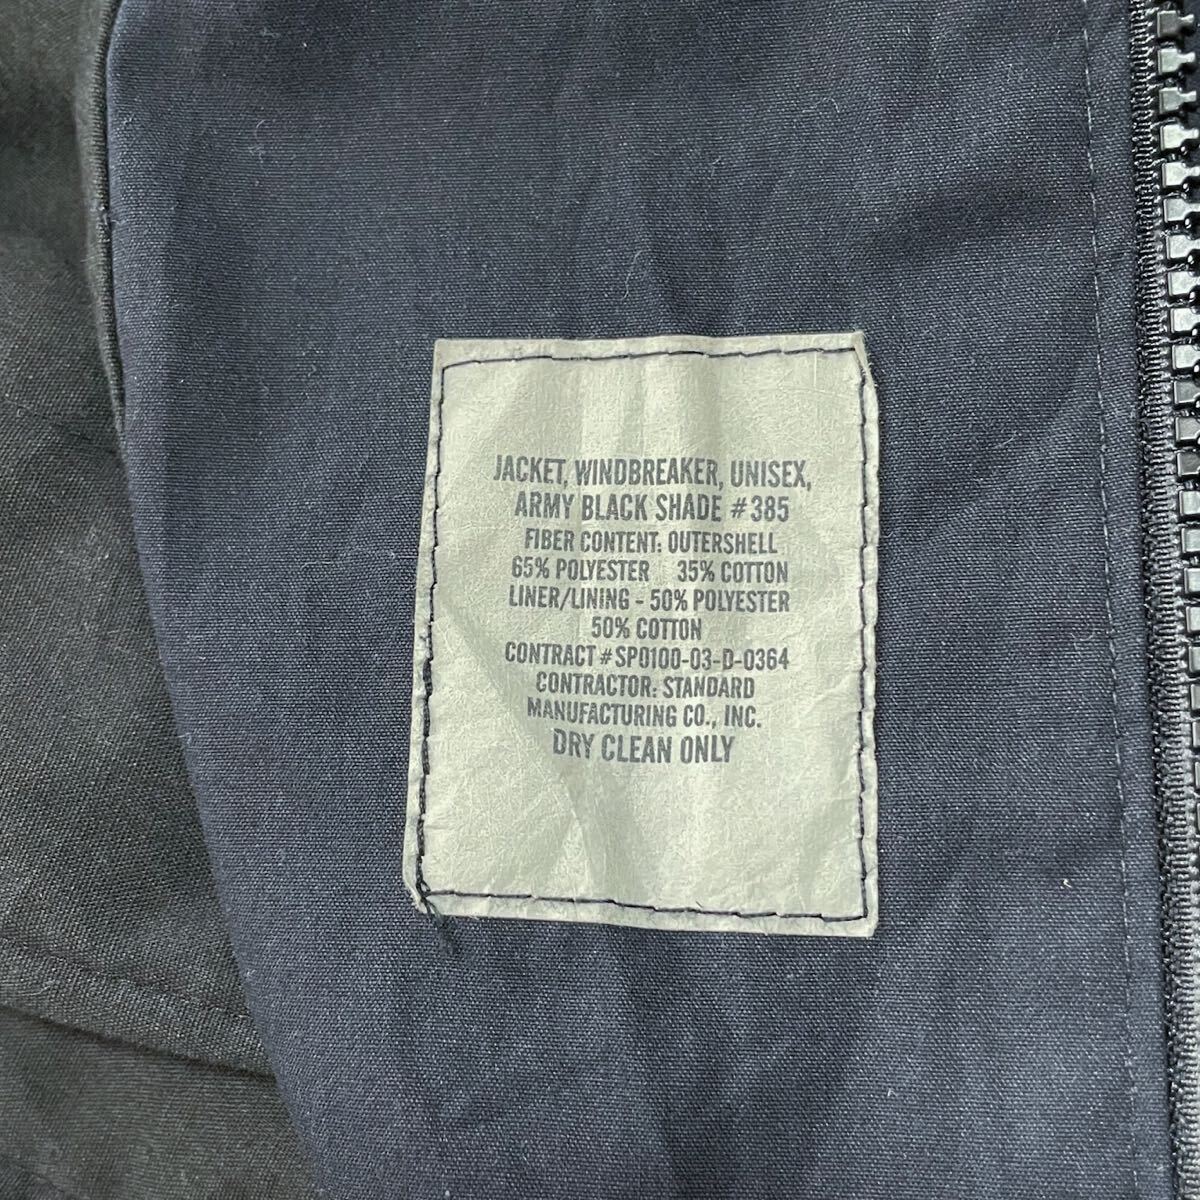 JACKET, WINDBREAKER, UNISEX,
ARMY BLACK SHADE #385
FIBER CONTENT: OUTERSHELL
65% POLYESTER 35% COTTON
LINER/LINING - 50% POLYESTER
50% COTTON
CONTRACT # SP0100-03-D-0364
CONTRACTOR: STANDARD
MANUFACTURING CO., INC.
DRY CLEAN ONLY